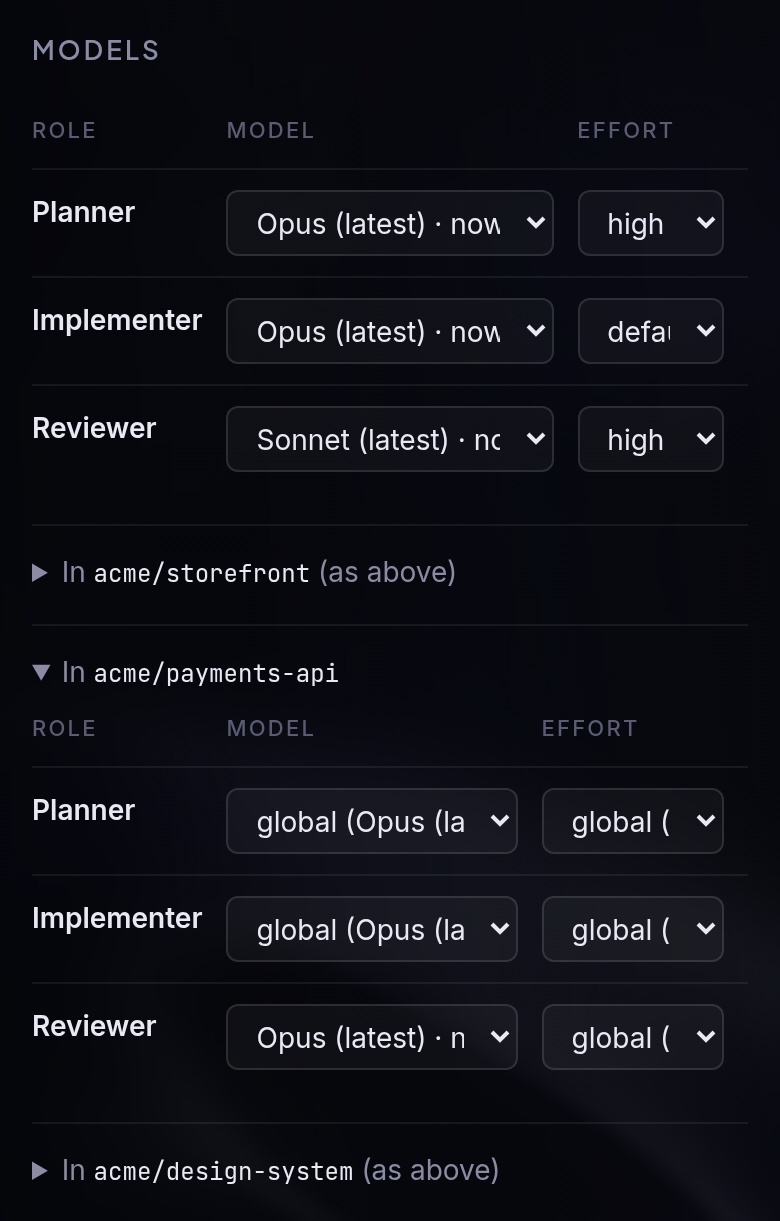 MODELS
ROLE MODEL EFFORT
Planner Opus (latest) · now high
Implementer Opus (latest) · now defau
Reviewer Sonnet (latest) · no high
In acme/storefront (as above)
In acme/payments-api
ROLE MODEL EFFORT
Planner global (Opus (la global (
Implementer global (Opus (la global (
Reviewer Opus (latest) · n global (
In acme/design-system (as above)